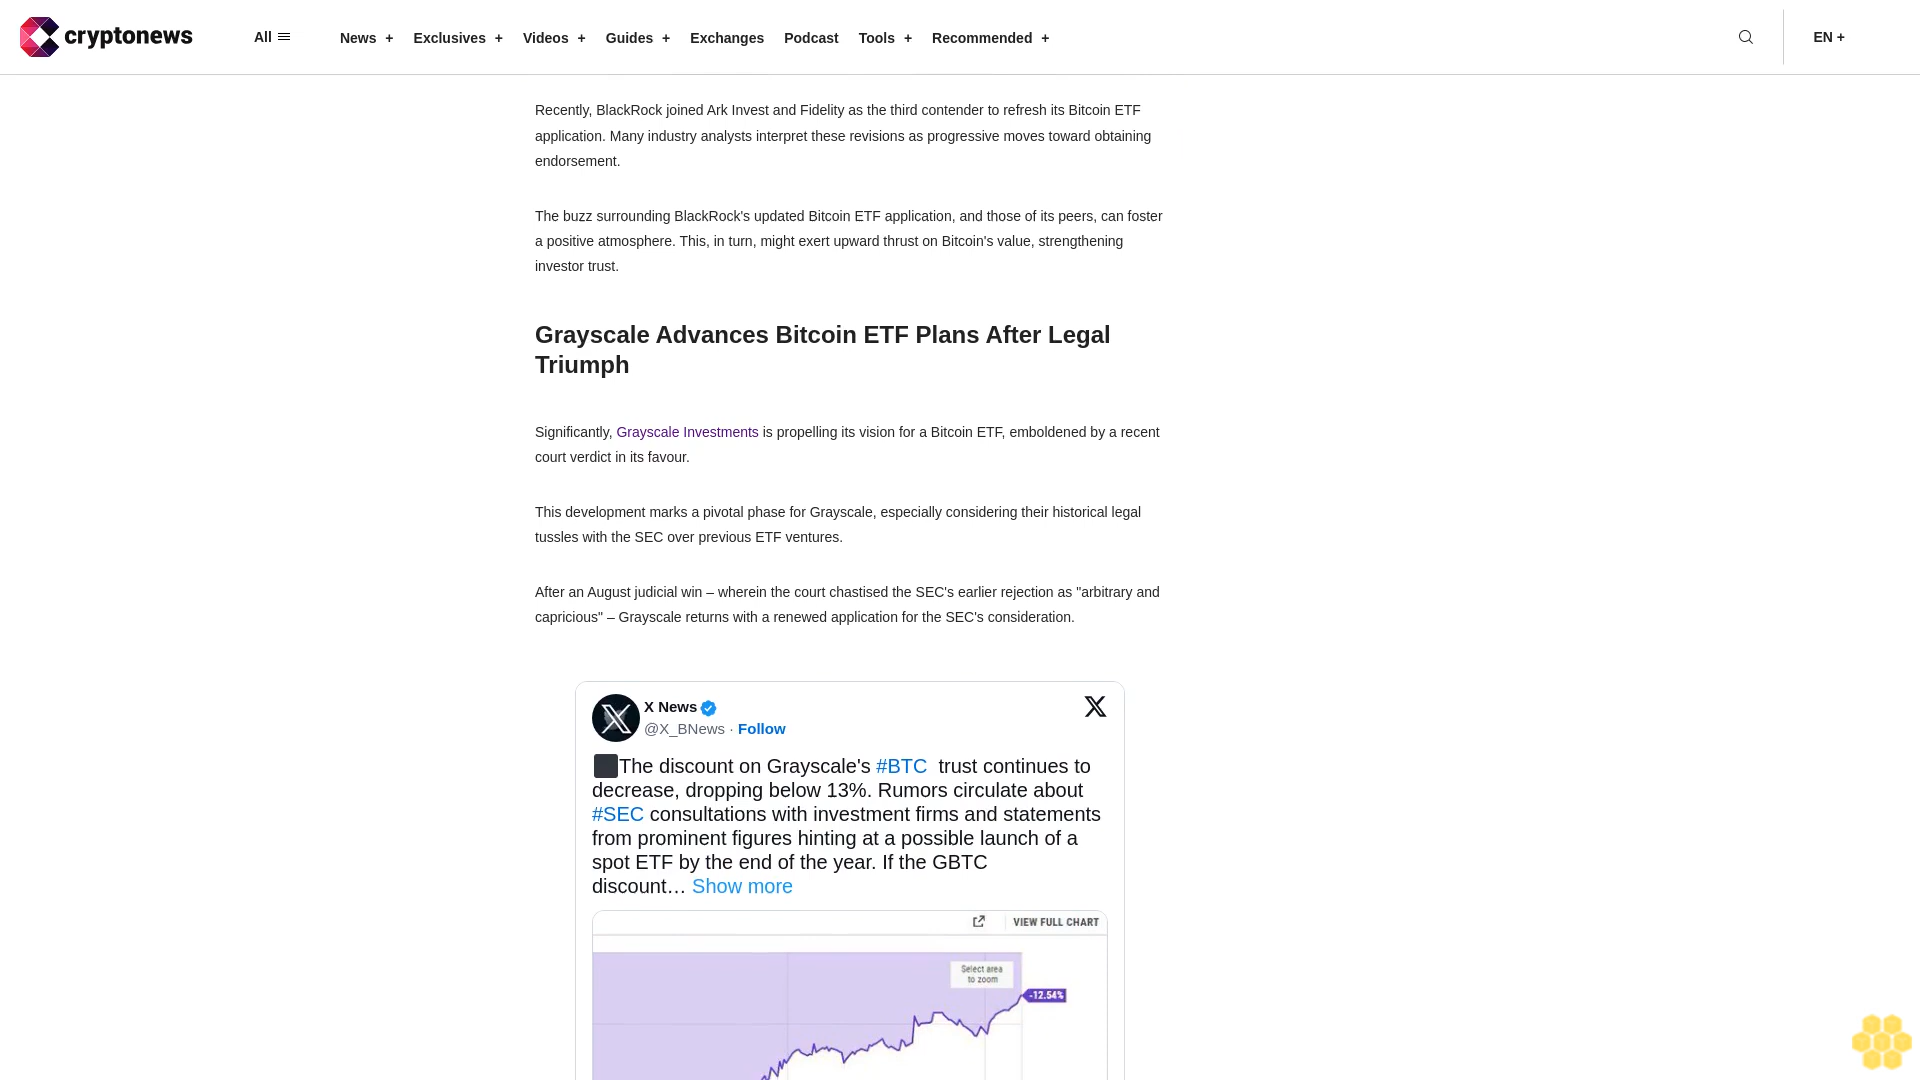 cryptonews
All
News + Exclusives + Videos + Guides + Exchanges Podcast Tools + Recommended +
EN +
Recently, BlackRock joined Ark Invest and Fidelity as the third contender to refresh its Bitcoin ETF
application. Many industry analysts interpret these revisions as progressive moves toward obtaining
endorsement.
The buzz surrounding BlackRock's updated Bitcoin ETF application, and those of its peers, can foster
a positive atmosphere. This, in turn, might exert upward thrust on Bitcoin's value, strengthening
investor trust.
Grayscale Advances Bitcoin ETF Plans After Legal
Triumph
Significantly, Grayscale Investments is propelling its vision for a Bitcoin ETF, emboldened by a recent
court verdict in its favour.
This development marks a pivotal phase for Grayscale, especially considering their historical legal
tussles with the SEC over previous ETF ventures.
After an August judicial win – wherein the court chastised the SEC's earlier rejection as "arbitrary and
capricious" – Grayscale returns with a renewed application for the SEC's consideration.
X News
@X_BNews · Follow
The discount on Grayscale's #BTC trust continues to
decrease, dropping below 13%. Rumors circulate about
#SEC consultations with investment firms and statements
from prominent figures hinting at a possible launch of a
spot ETF by the end of the year. If the GBTC
discount… Show more
VIEW FULL CHART
Select area
to zoom
-12.54%